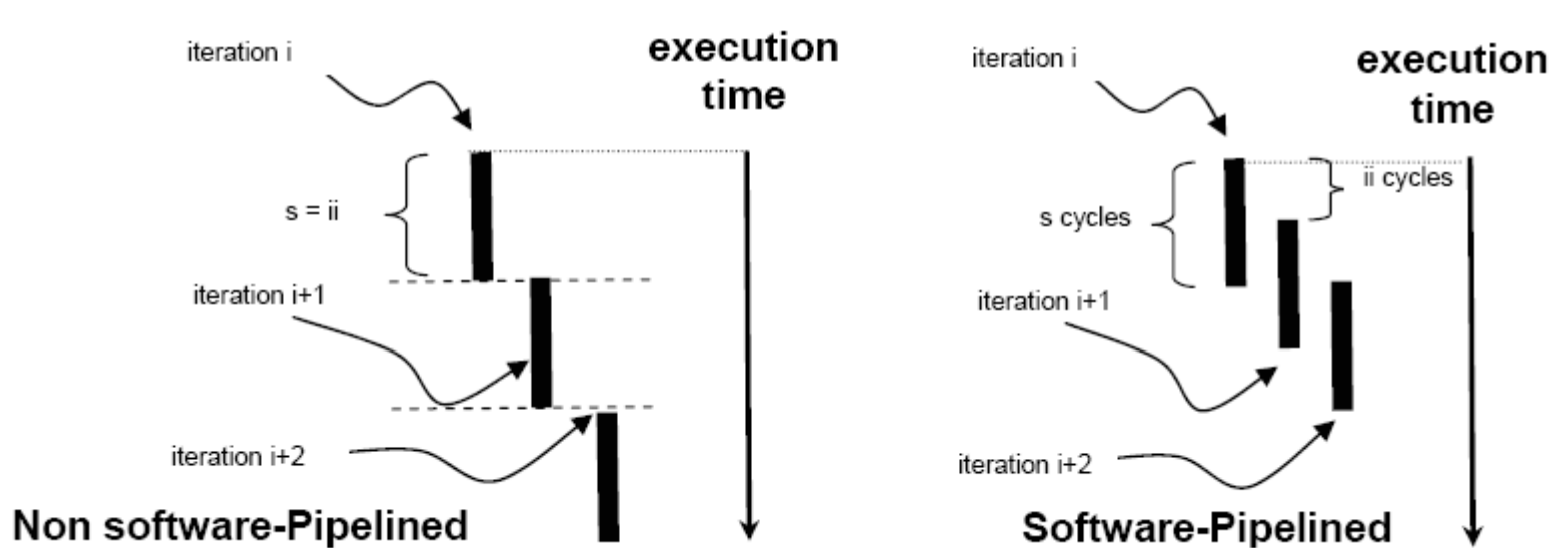 iteration i
execution
time
s = ii
iteration i+1
iteration i+2
Non software-Pipelined
iteration i
execution
time
ii cycles
s cycles
iteration i+1
iteration i+2
Software-Pipelined